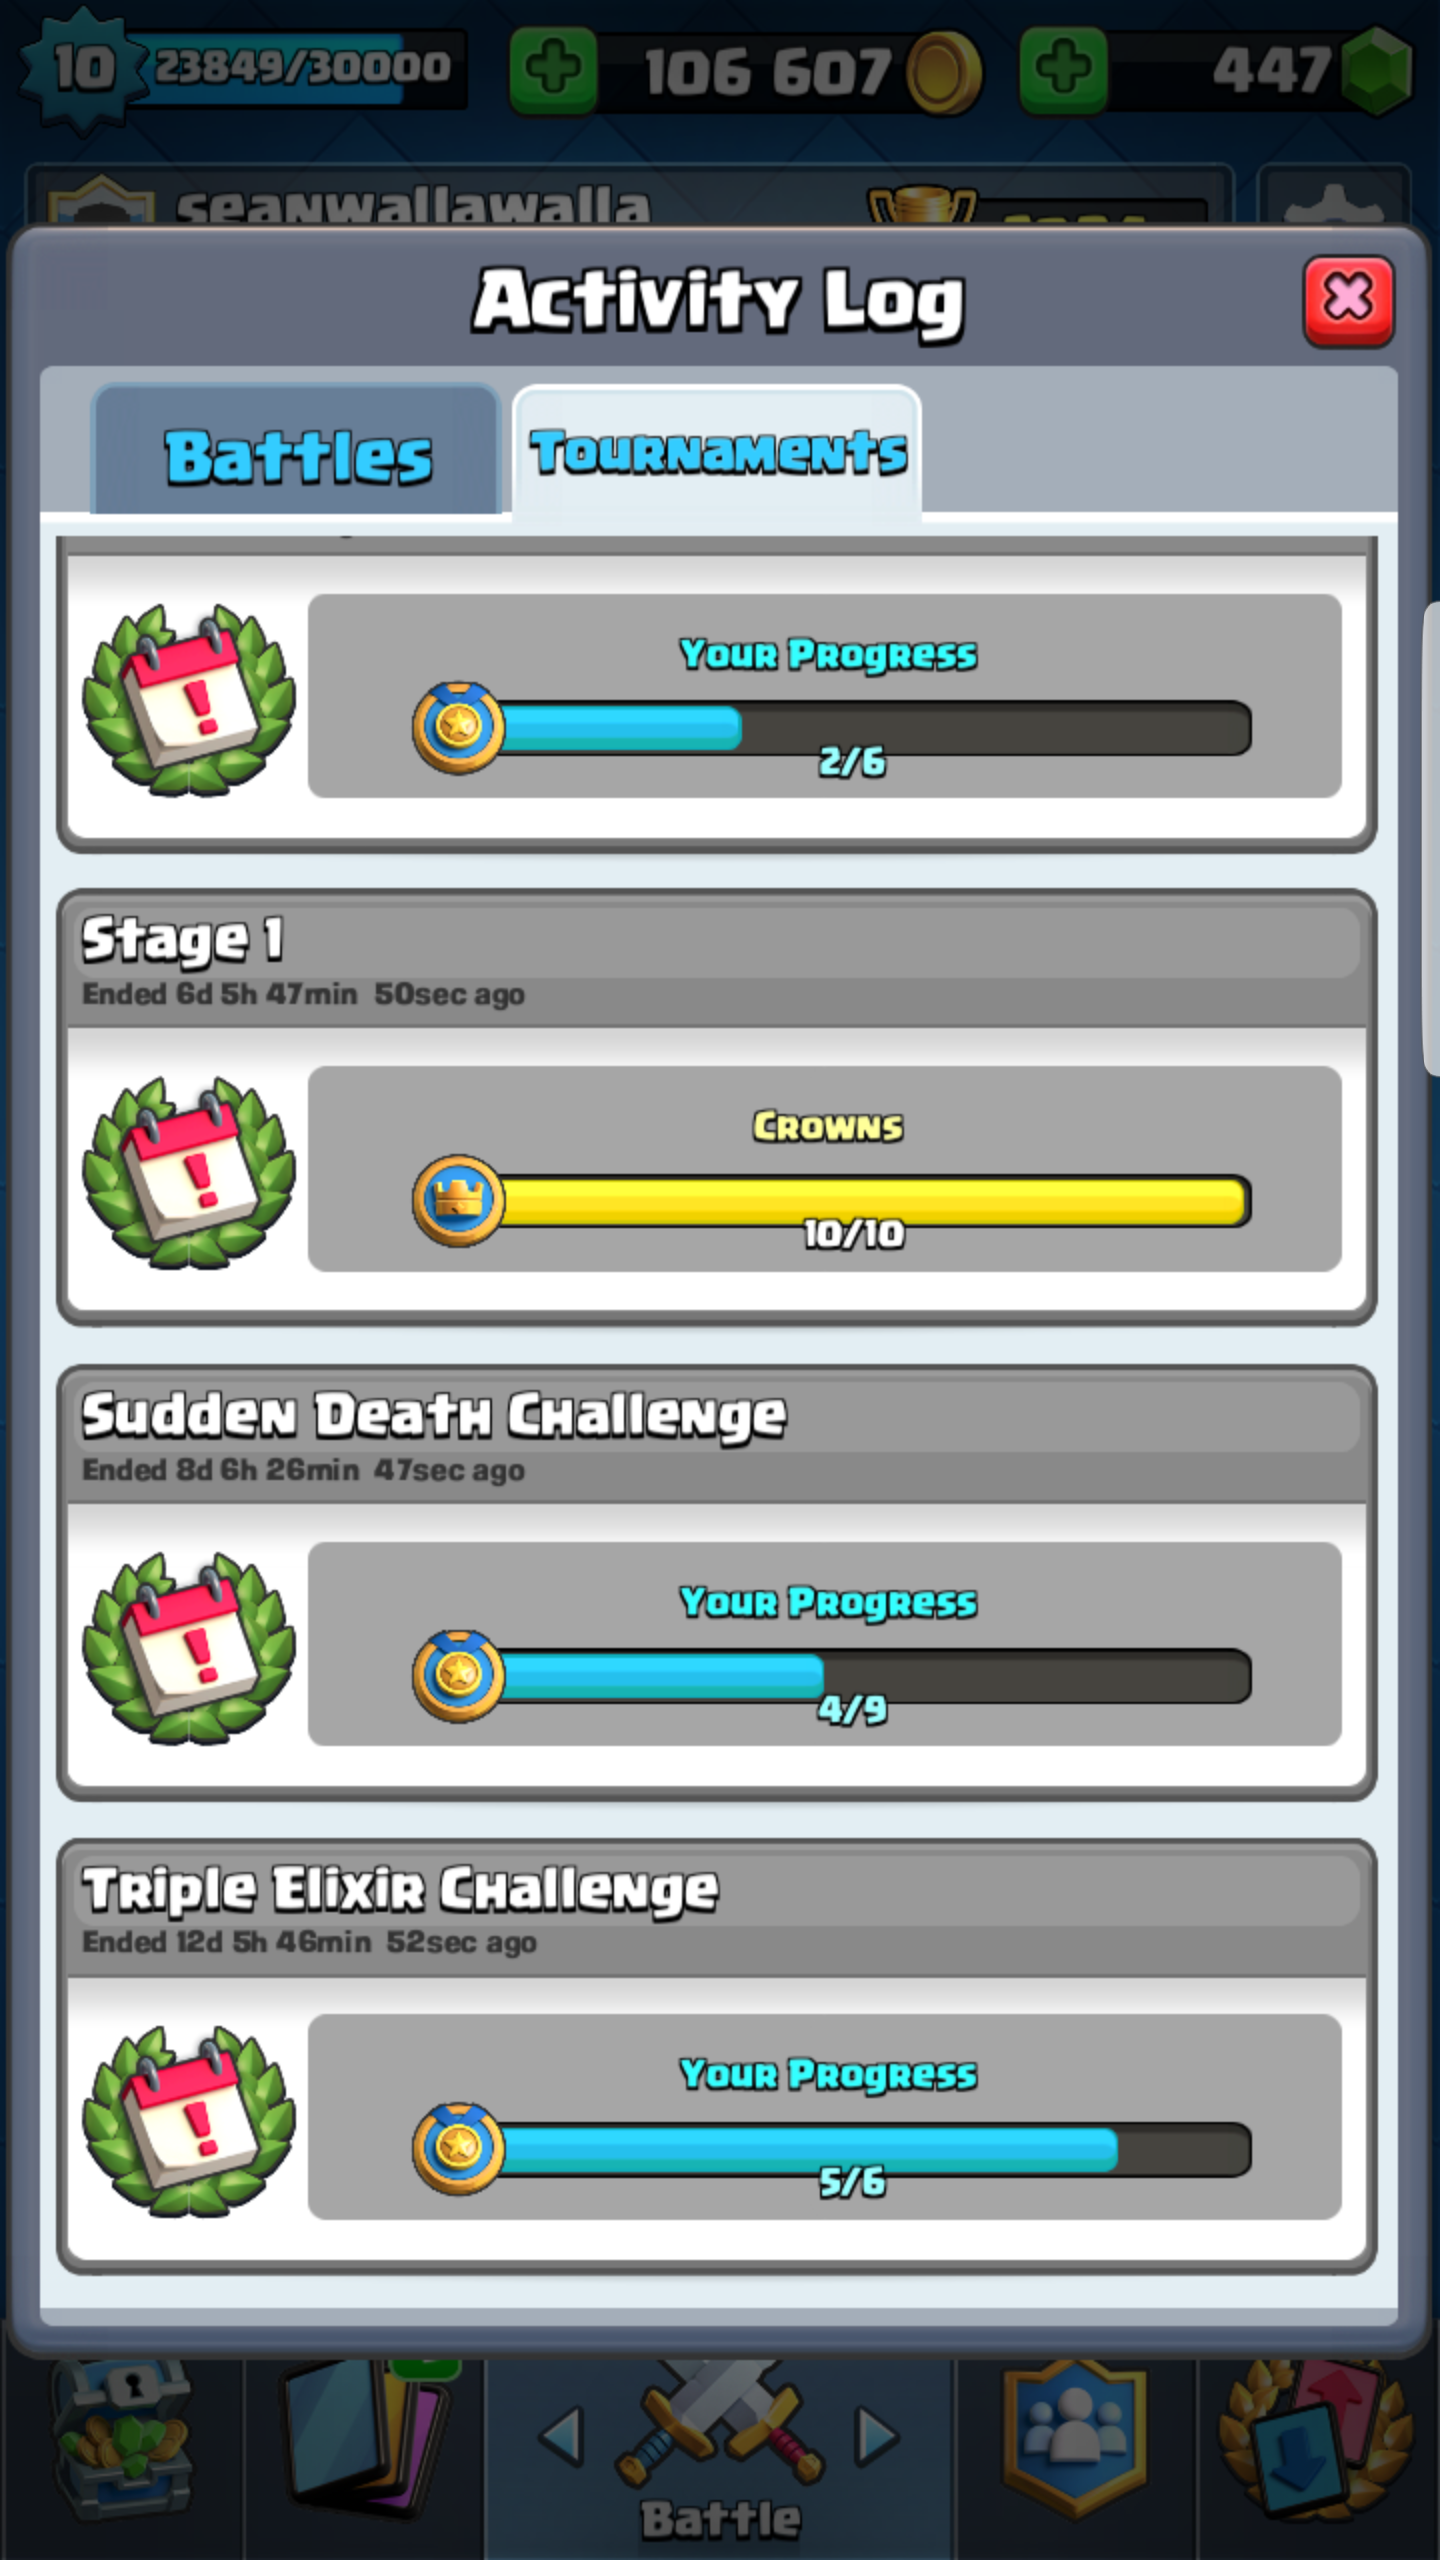 10 23849/30000 106 607 447
seanwallawalla
Activity Log
Battles Tournaments
Your Progress
2/6
Stage 1
Ended 6d 5h 47min 50sec ago
Crowns
10/10
Sudden Death Challenge
Ended 8d 6h 26min 47sec ago
Your Progress
4/9
Triple Elixir Challenge
Ended 12d 5h 46min 52sec ago
Your Progress
5/6
Battle